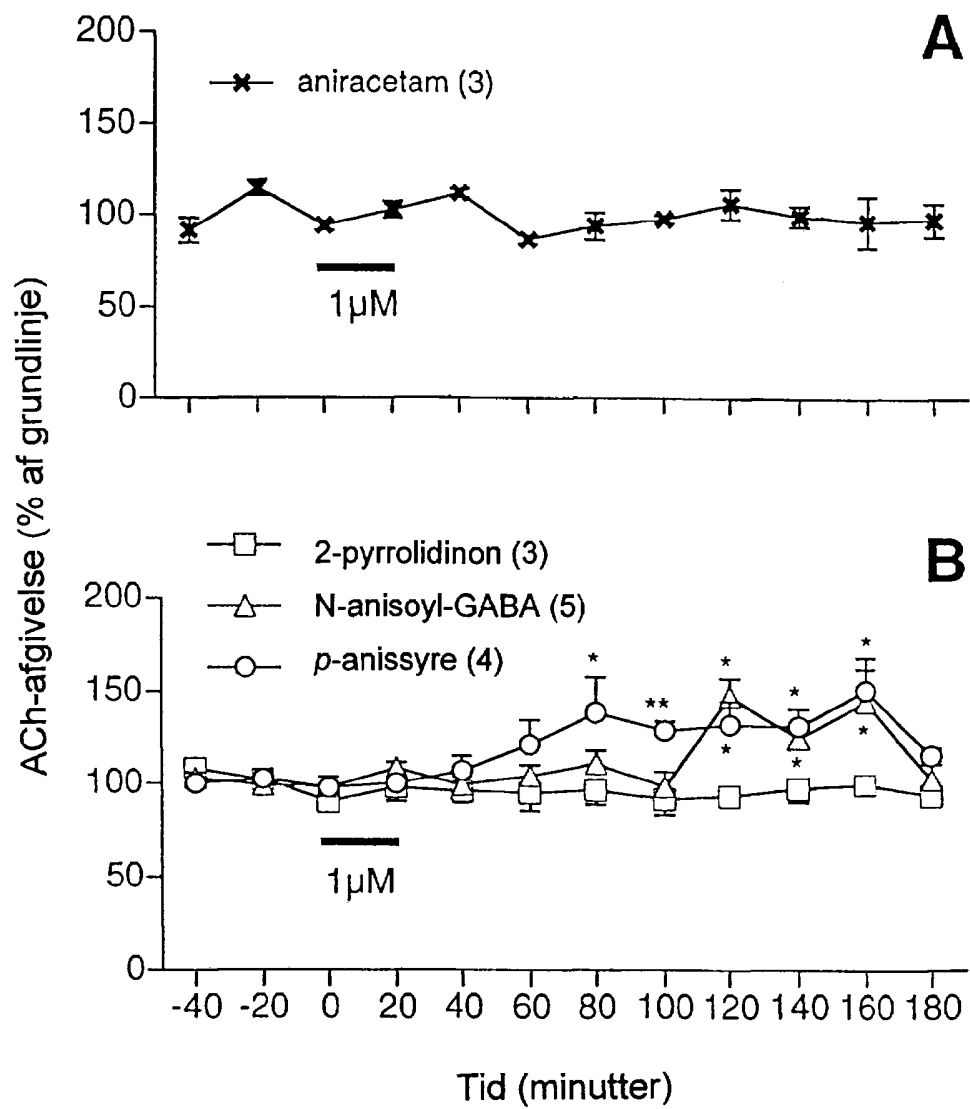 A
200
aniracetam (3)
150
100
50
1µM
0
ACh-afgivelse (% af grundlinje)
B
2-pyrrolidinon (3)
200
N-anisoyl-GABA (5)
p-anissyre (4)
* * *
** *
150
* * *
100
50
1µM
0
-40 -20 0 20 40 60 80 100 120 140 160 180
Tid (minutter)